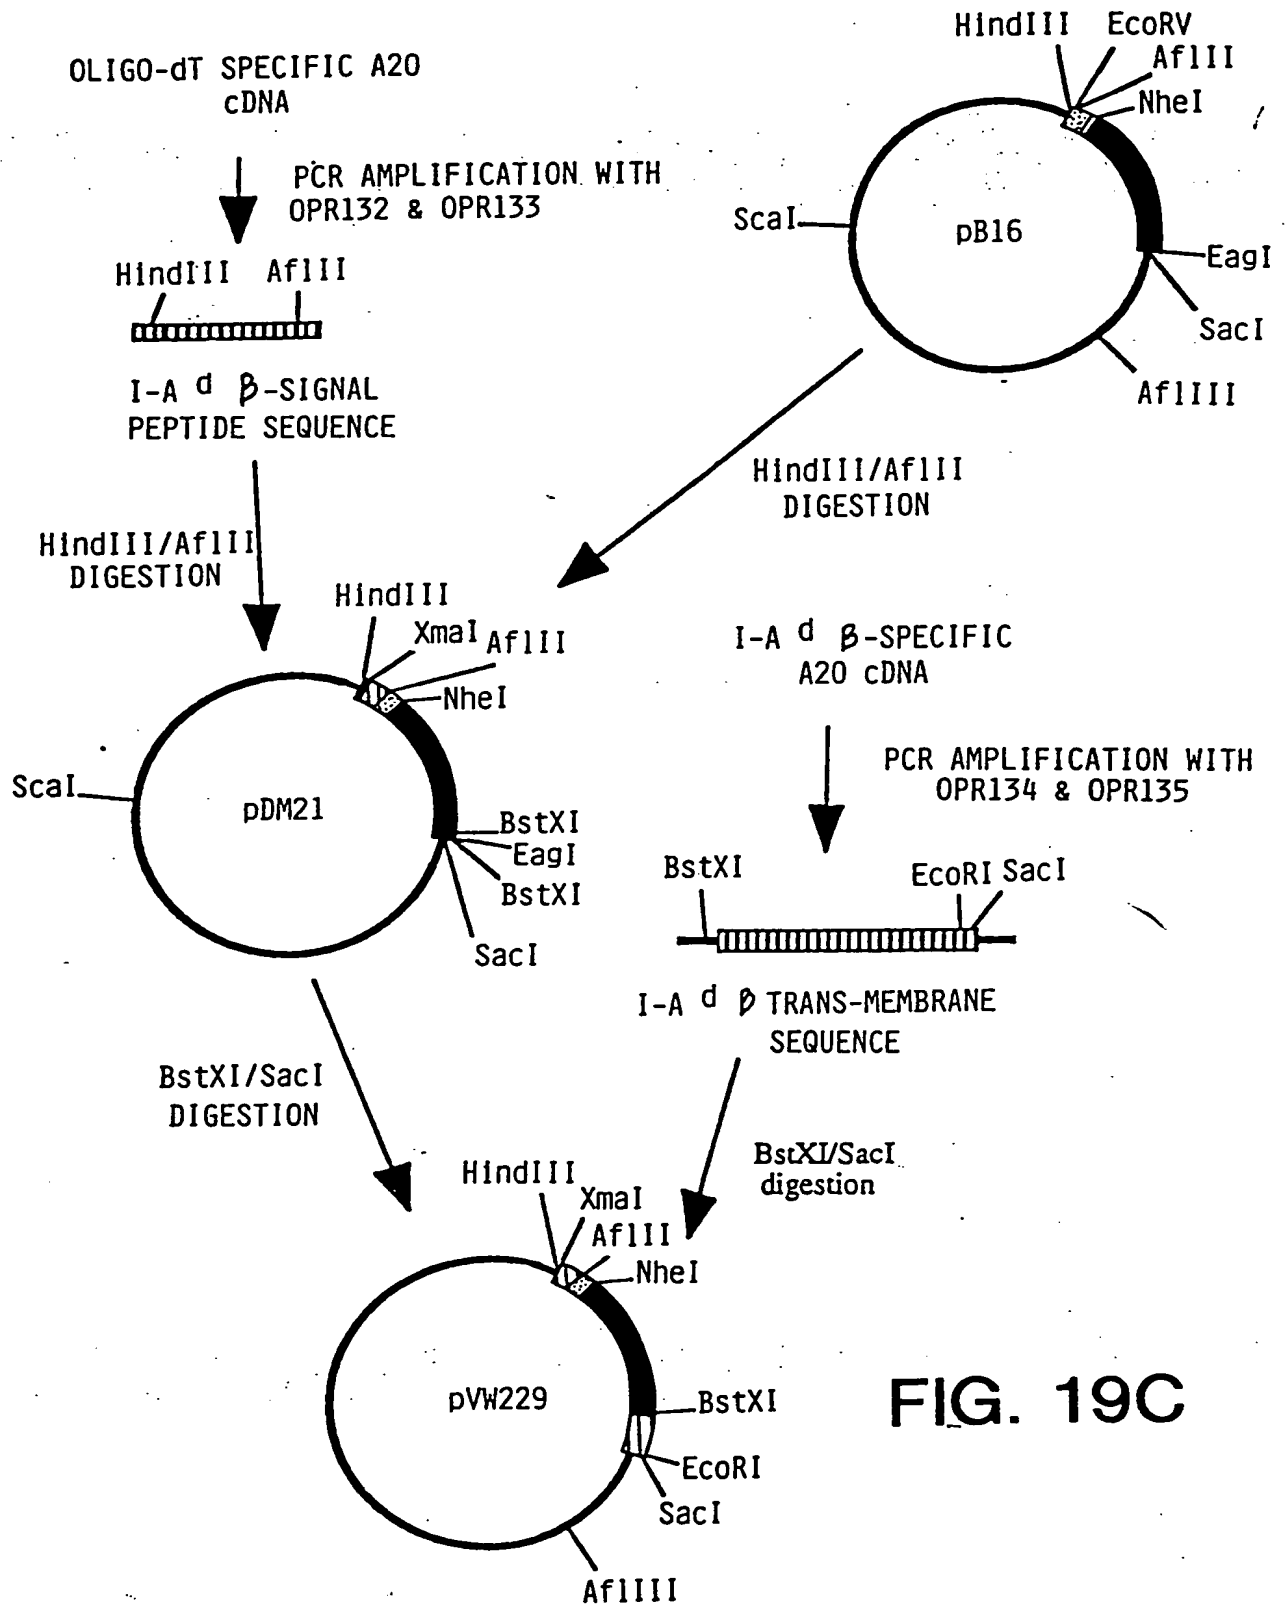 OLIGO-dT SPECIFIC A20
cDNA
PCR AMPLIFICATION WITH
OPR132 & OPR133
HindIII AflII
I-A d β-SIGNAL
PEPTIDE SEQUENCE
HindIII/AflII
DIGESTION
HindIII EcoRV
AflII
NheI
ScaI
pB16
EagI
SacI
AflIII
HindIII/AflII
DIGESTION
HindIII
XmaI AflII
NheI
ScaI
pDM21
BstXI
EagI
BstXI
SacI
I-A d β-SPECIFIC
A20 cDNA
PCR AMPLIFICATION WITH
OPR134 & OPR135
BstXI
EcoRI SacI
I-A d β TRANS-MEMBRANE
SEQUENCE
BstXI/SacI
DIGESTION
BstXI/SacI
digestion
HindIII
XmaI
AflII
NheI
pVW229
BstXI
EcoRI
SacI
AflIII
FIG. 19C